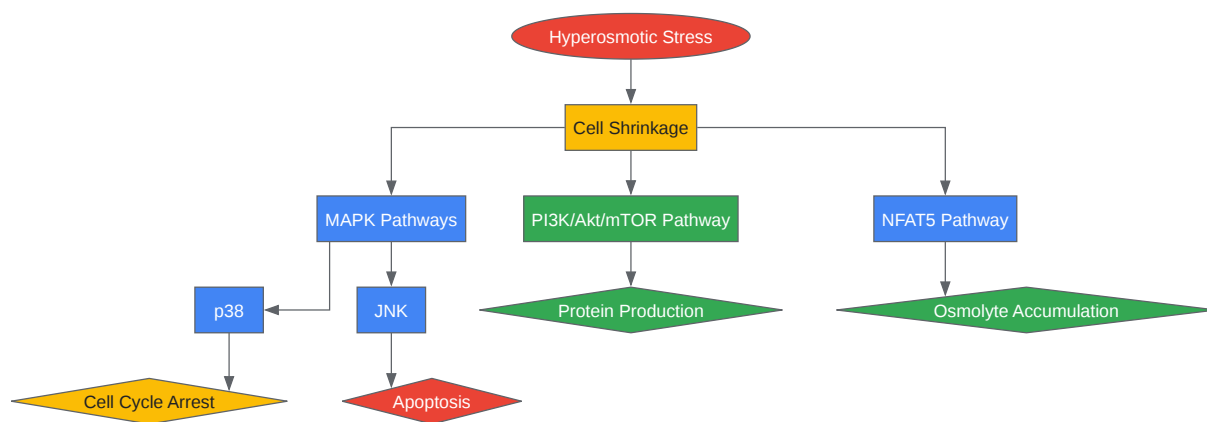 Hyperosmotic Stress
Cell Shrinkage
MAPK Pathways
PI3K/Akt/mTOR Pathway
NFAT5 Pathway
p38
JNK
Protein Production
Osmolyte Accumulation
Cell Cycle Arrest
Apoptosis